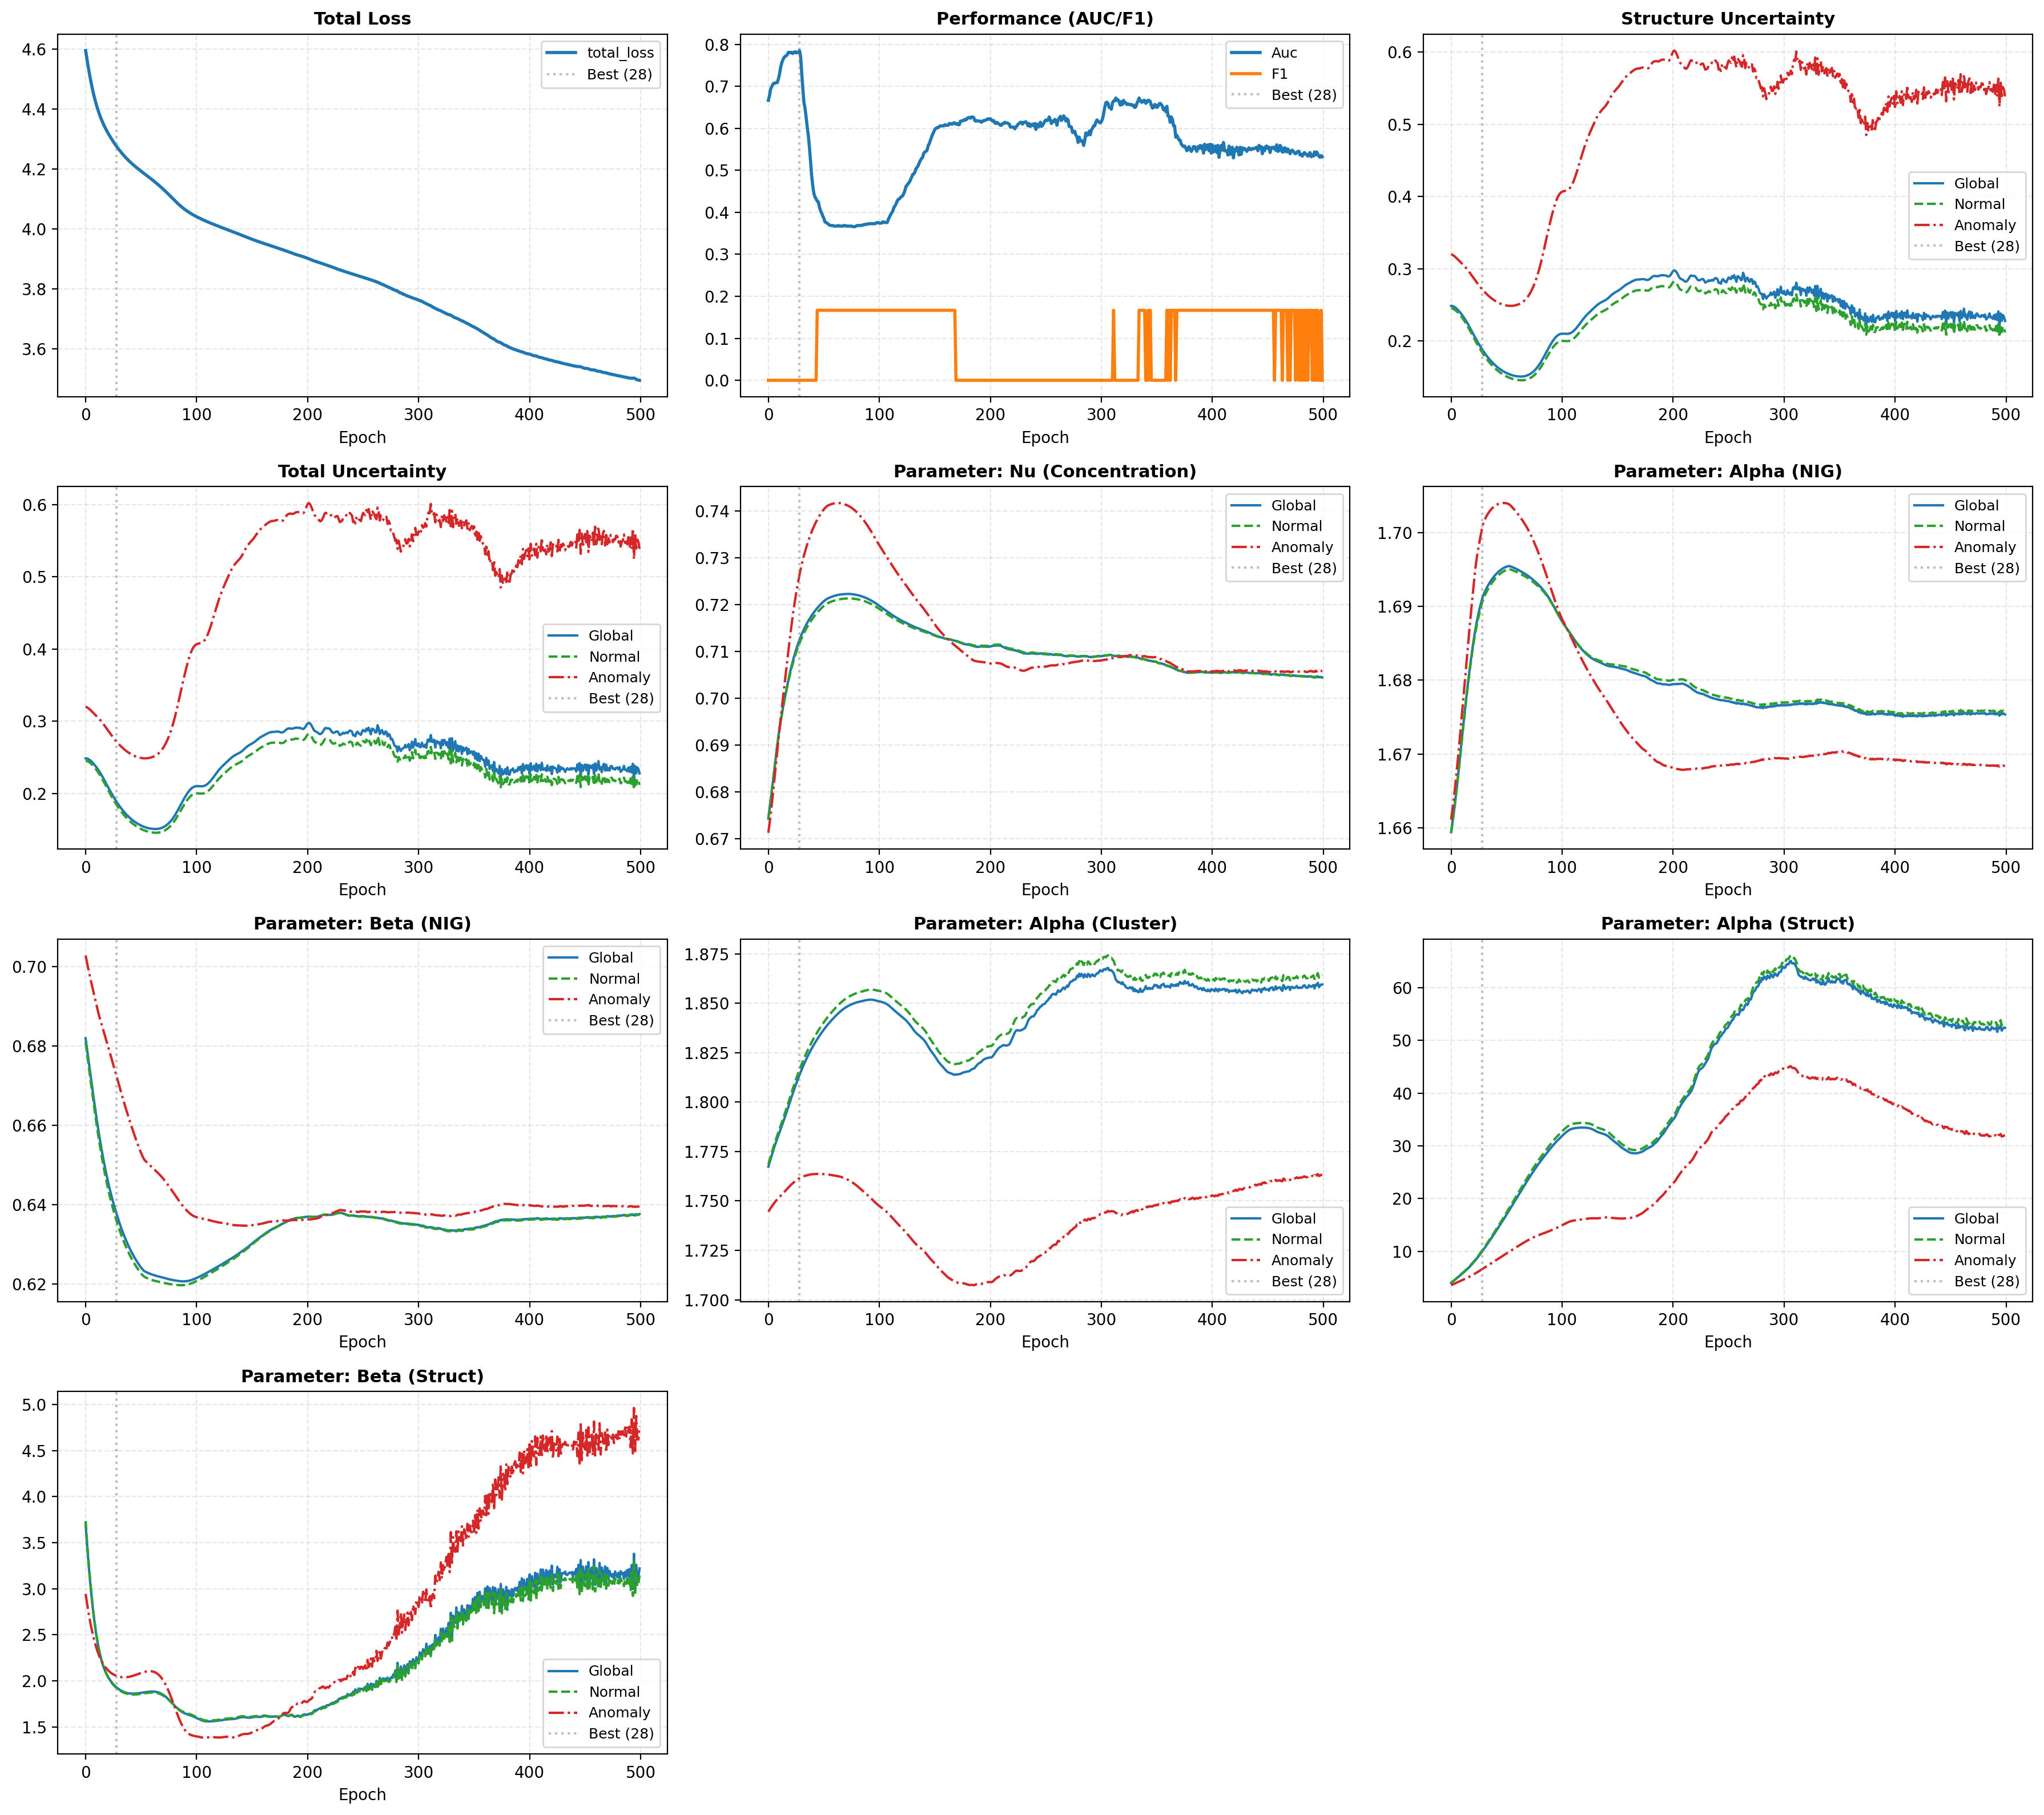 Total Loss
4.6
4.4
4.2
4.0
3.8
3.6
0
100
200
300
400
500
Epoch
total_loss
Best (28)
Performance (AUC/F1)
0.8
0.7
0.6
0.5
0.4
0.3
0.2
0.1
0.0
0
100
200
300
400
500
Epoch
Auc
F1
Best (28)
Structure Uncertainty
0.6
0.5
0.4
0.3
0.2
0
100
200
300
400
500
Epoch
Global
Normal
Anomaly
Best (28)
Total Uncertainty
0.6
0.5
0.4
0.3
0.2
0
100
200
300
400
500
Epoch
Global
Normal
Anomaly
Best (28)
Parameter: Nu (Concentration)
0.74
0.73
0.72
0.71
0.70
0.69
0.68
0.67
0
100
200
300
400
500
Epoch
Global
Normal
Anomaly
Best (28)
Parameter: Alpha (NIG)
1.70
1.69
1.68
1.67
1.66
0
100
200
300
400
500
Epoch
Global
Normal
Anomaly
Best (28)
Parameter: Beta (NIG)
0.70
0.68
0.66
0.64
0.62
0
100
200
300
400
500
Epoch
Global
Normal
Anomaly
Best (28)
Parameter: Alpha (Cluster)
1.875
1.850
1.825
1.800
1.775
1.750
1.725
1.700
0
100
200
300
400
500
Epoch
Global
Normal
Anomaly
Best (28)
Parameter: Alpha (Struct)
60
50
40
30
20
10
0
100
200
300
400
500
Epoch
Global
Normal
Anomaly
Best (28)
Parameter: Beta (Struct)
5.0
4.5
4.0
3.5
3.0
2.5
2.0
1.5
0
100
200
300
400
500
Epoch
Global
Normal
Anomaly
Best (28)